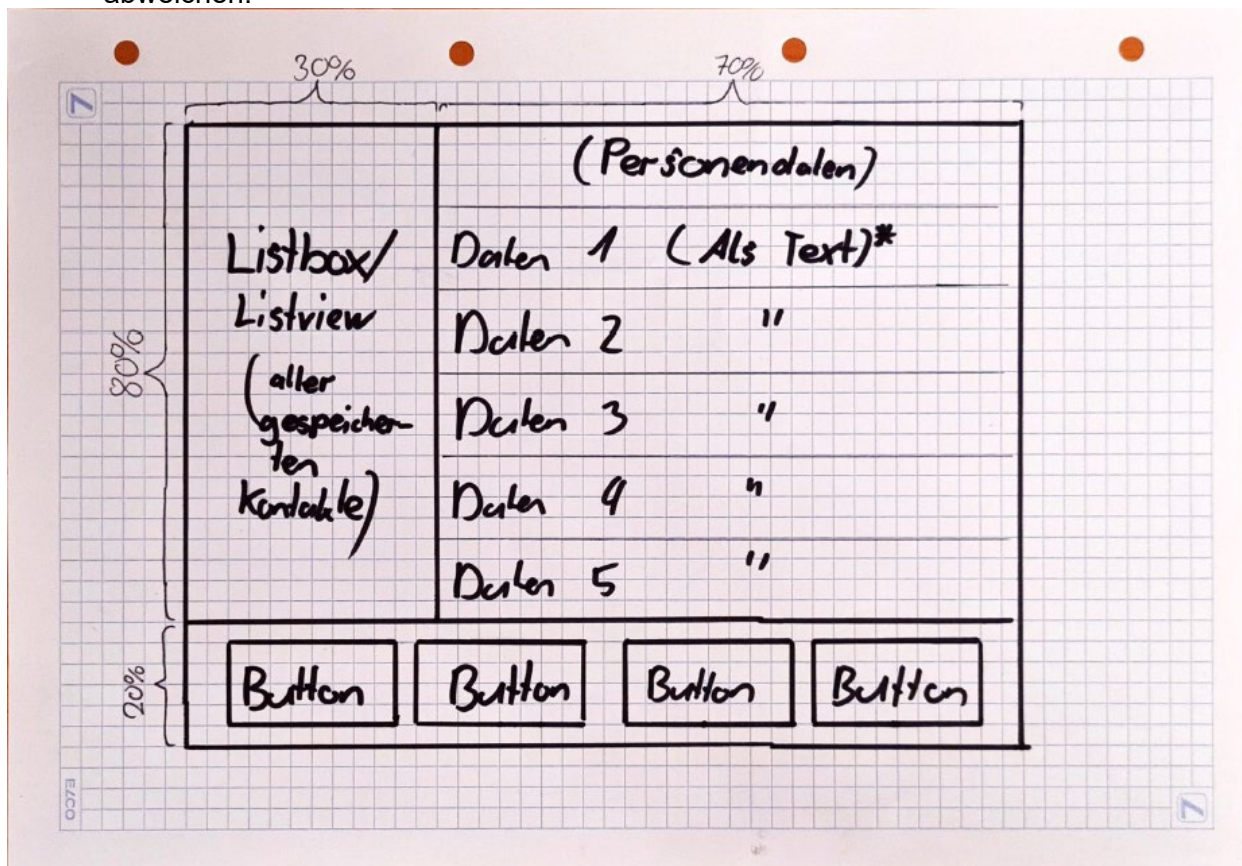 abweichen.
30%
70%
7
(Personendaten)
Listbox/
Listview
(aller
gespeicher-
ten
Kontakte)
Daten 1 (Als Text)*
Daten 2 "
Daten 3 "
Daten 4 "
Daten 5 "
80%
20%
Button Button Button Button
7